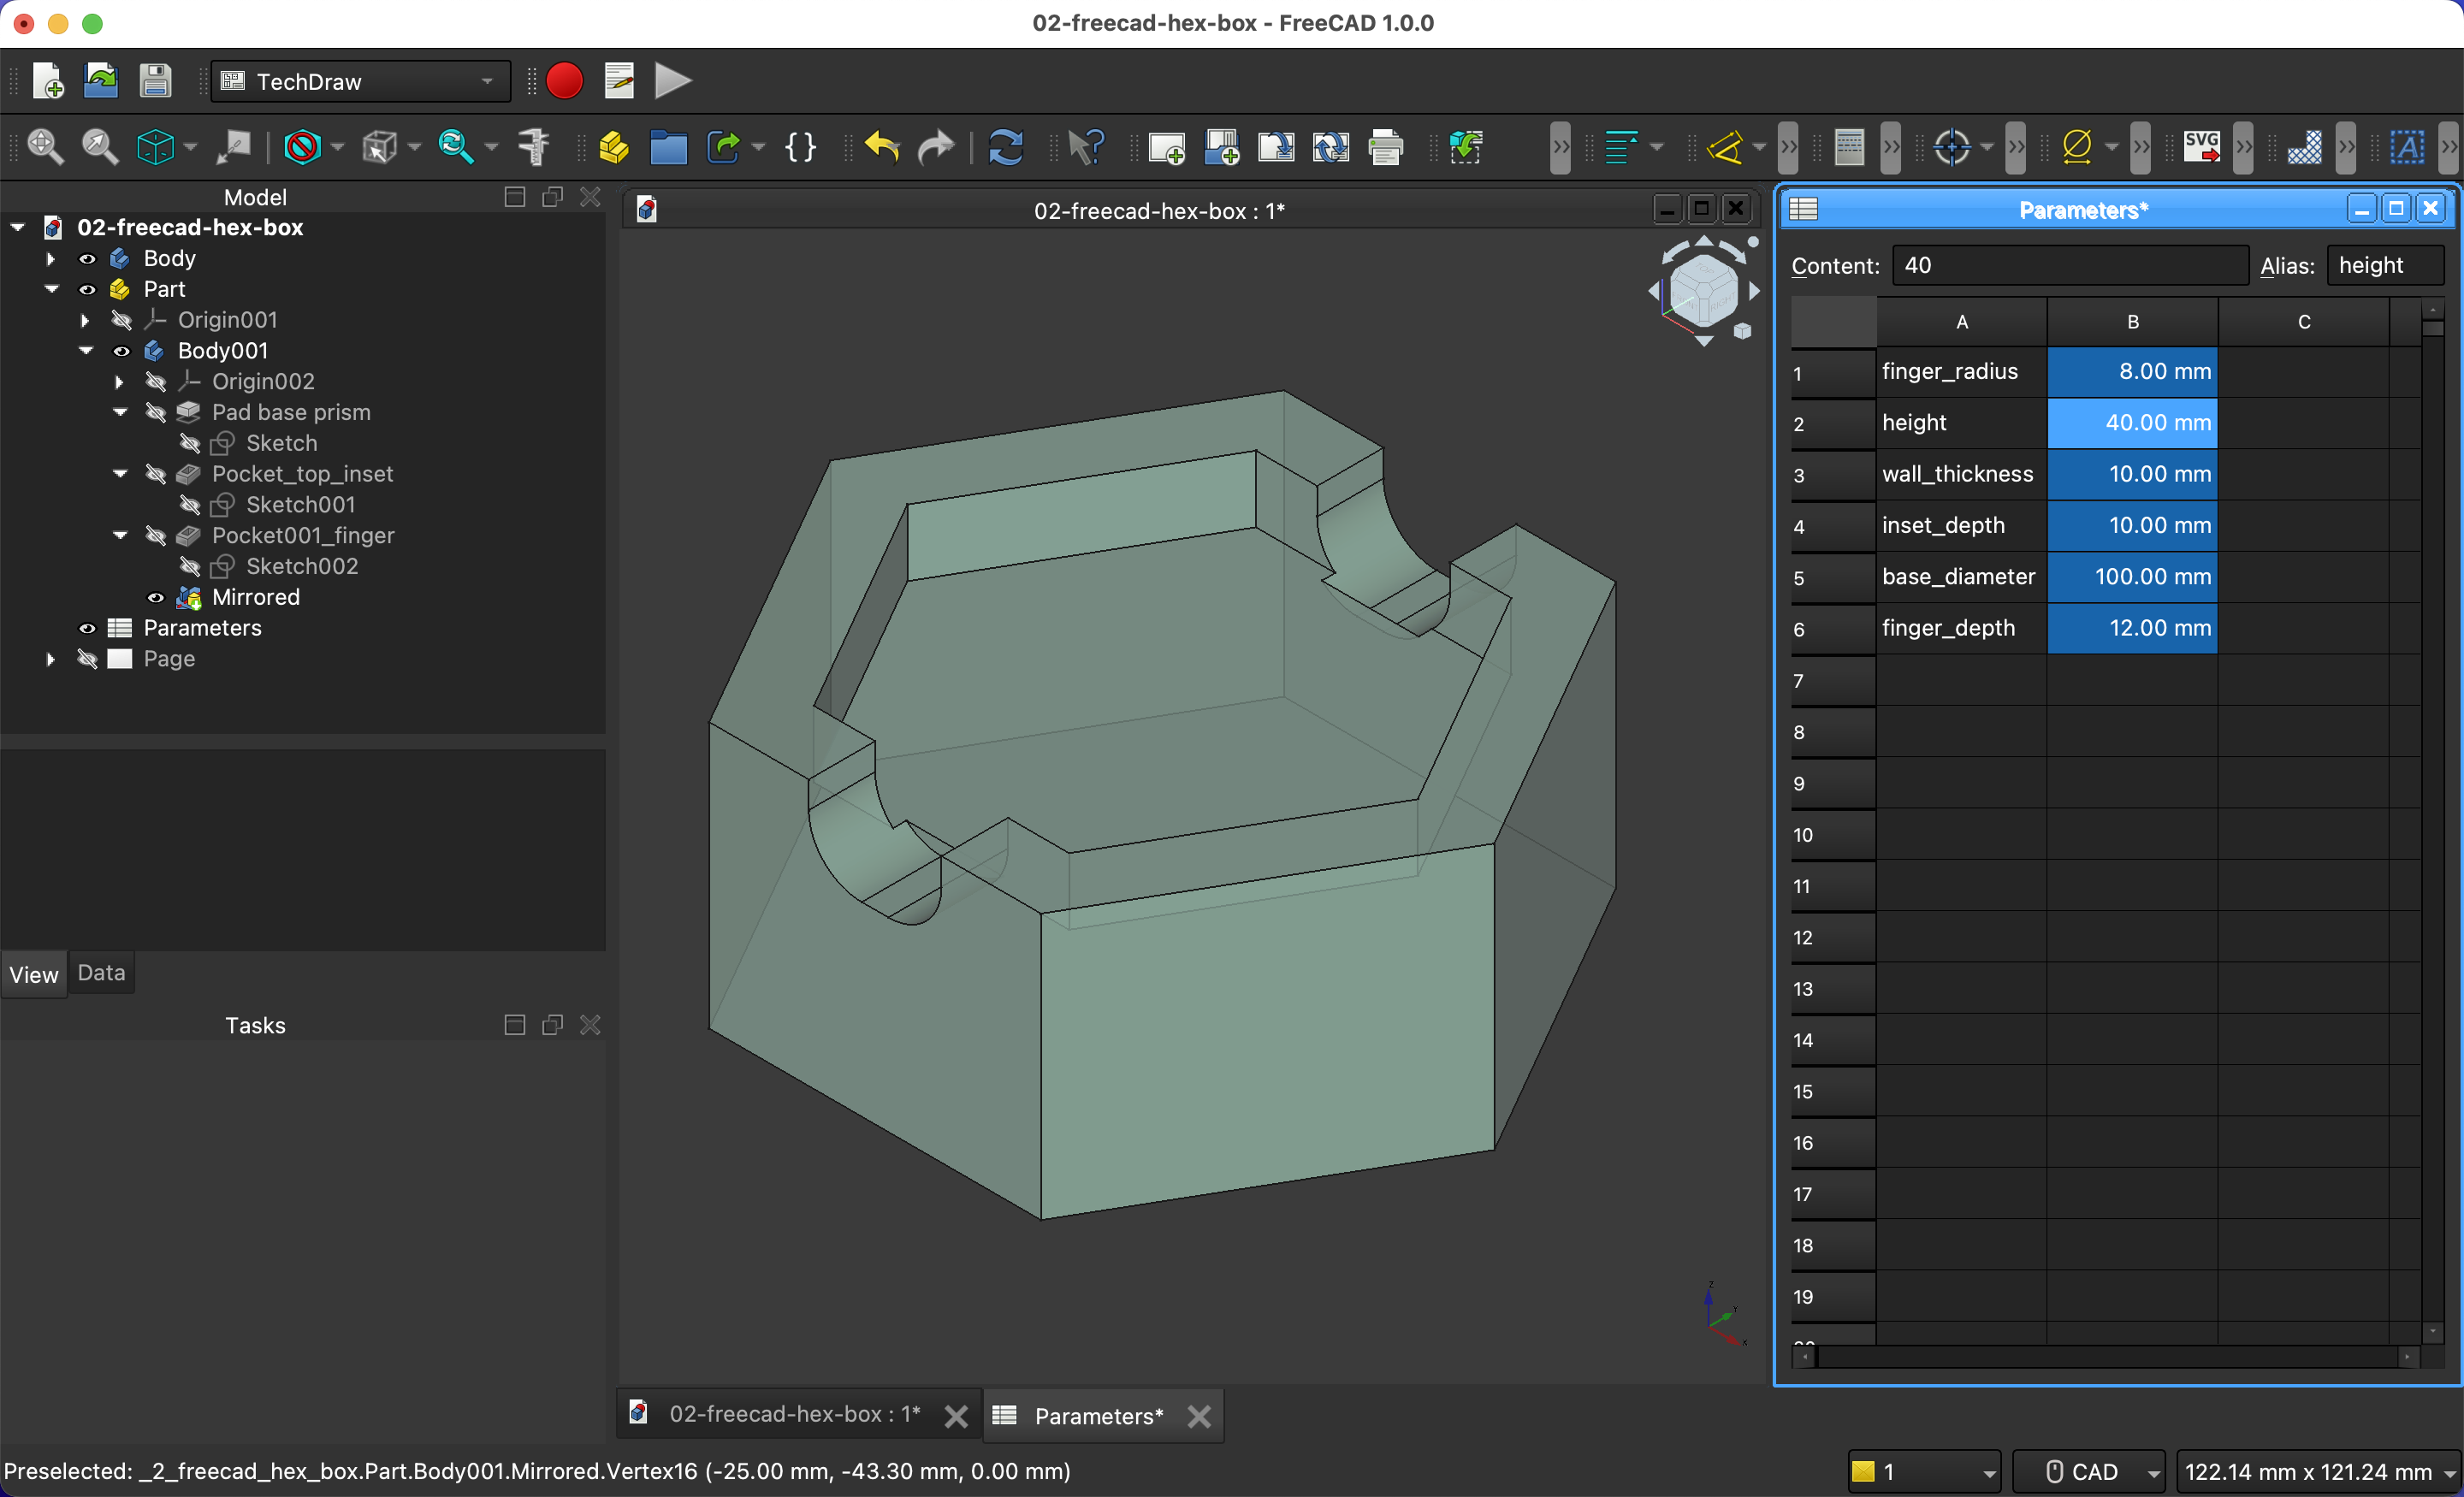 02-freecad-hex-box - FreeCAD 1.0.0
TechDraw
SVG
A
Model
02-freecad-hex-box
Body
Part
Origin001
Body001
Origin002
Pad base prism
Sketch
Pocket_top_inset
Sketch001
Pocket001_finger
Sketch002
Mirrored
Parameters
Page
View Data
Tasks
02-freecad-hex-box : 1*
Z
Y
X
Parameters*
Content: 40 Alias: height
A B C
1 finger_radius 8.00 mm
2 height 40.00 mm
3 wall_thickness 10.00 mm
4 inset_depth 10.00 mm
5 base_diameter 100.00 mm
6 finger_depth 12.00 mm
7
8
9
10
11
12
13
14
15
16
17
18
19
02-freecad-hex-box : 1* Parameters*
Preselected: _2_freecad_hex_box.Part.Body001.Mirrored.Vertex16 (-25.00 mm, -43.30 mm, 0.00 mm) 1 CAD 122.14 mm x 121.24 mm